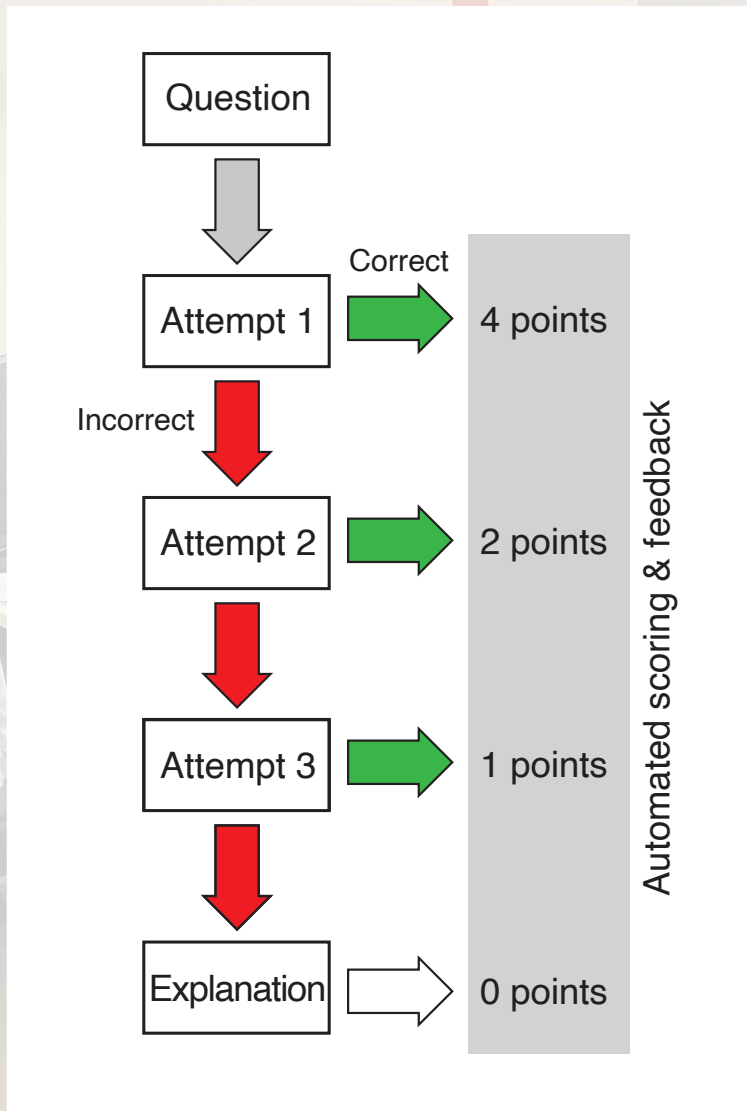 Question
Correct
Attempt 1
4 points
Incorrect
Attempt 2
2 points
Attempt 3
1 points
Explanation
0 points
Automated scoring & feedback